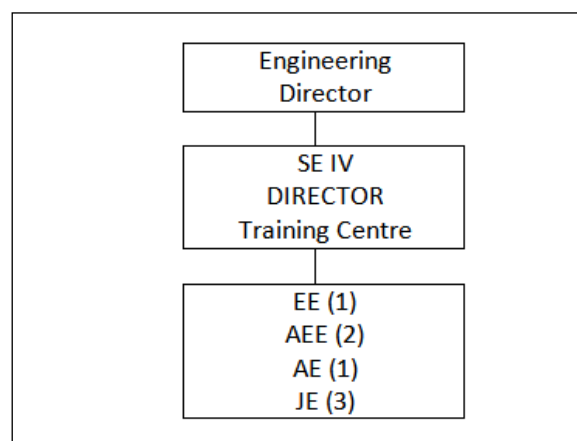 Engineering
Director
SE IV
DIRECTOR
Training Centre
EE (1)
AEE (2)
AE (1)
JE (3)